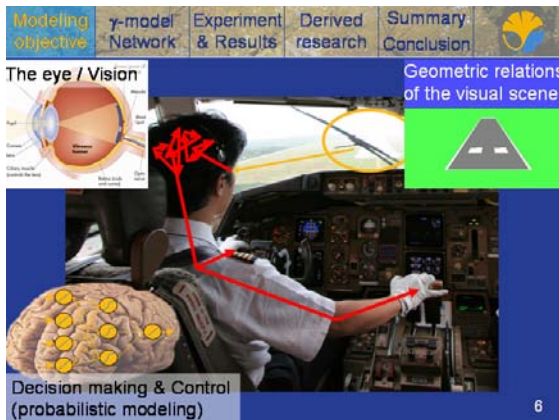 Modeling objective
γ-model Network
Experiment & Results
Derived research
Summary Conclusion
The eye / Vision
Geometric relations
of the visual scene
Decision making & Control
(probabilistic modeling)
6